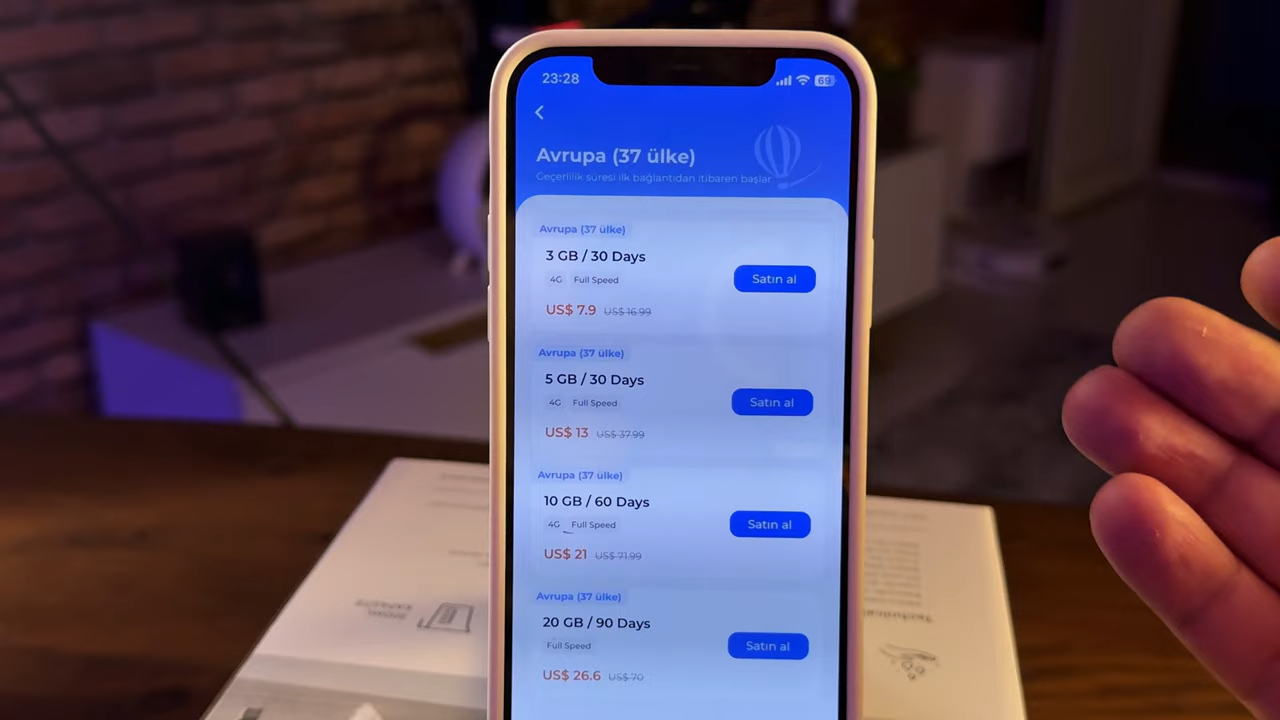 23:28
69
Avrupa (37 ülke)
Geçerlilik süresi ilk bağlantıdan itibaren başlar
Avrupa (37 ülke)
3 GB / 30 Days
4G Full Speed
Satın al
US$ 7.9 US$ 16.99
Avrupa (37 ülke)
5 GB / 30 Days
4G Full Speed
Satın al
US$ 13 US$ 37.99
Avrupa (37 ülke)
10 GB / 60 Days
4G Full Speed
Satın al
US$ 21 US$ 71.99
Avrupa (37 ülke)
20 GB / 90 Days
Full Speed
Satın al
US$ 26.6 US$ 70